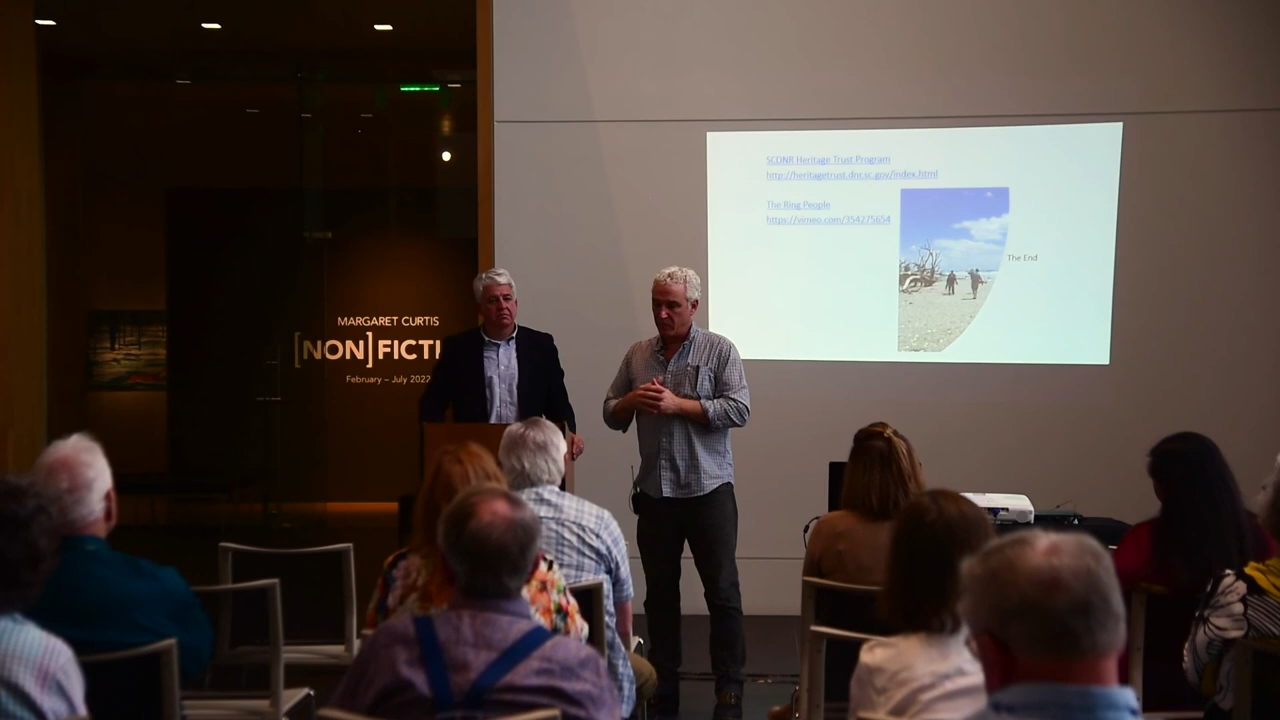 MARGARET CURTIS
[NON]FICTI
February – July 2022
SCDNR Heritage Trust Program
http://heritagetrust.dnr.sc.gov/index.html
The Ring People
https://vimeo.com/354275654
The End